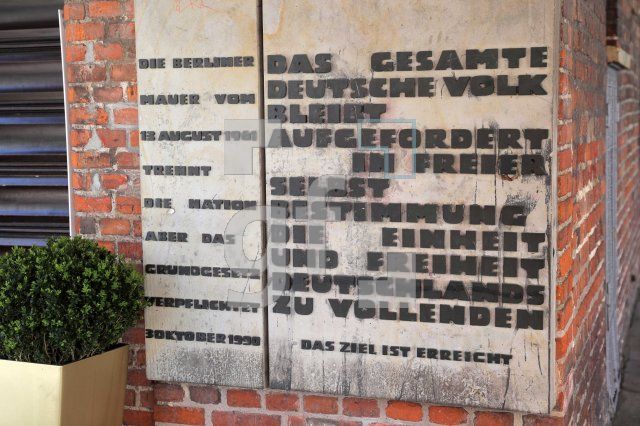 DIE BERLINER
MAUER VOM
13 AUGUST 1961
TRENNT
DIE NATION
ABER DAS
GRUNDGESETZ
VERPFLICHTET
3 OKTOBER 1990
DAS GESAMTE
DEUTSCHE VOLK
BLEIBT
AUFGEFORDERT
IN FREIER
SELBST
BESTIMMUNG
DIE EINHEIT
UND FREIHEIT
DEUTSCHLANDS
ZU VOLLENDEN
DAS ZIEL IST ERREICHT